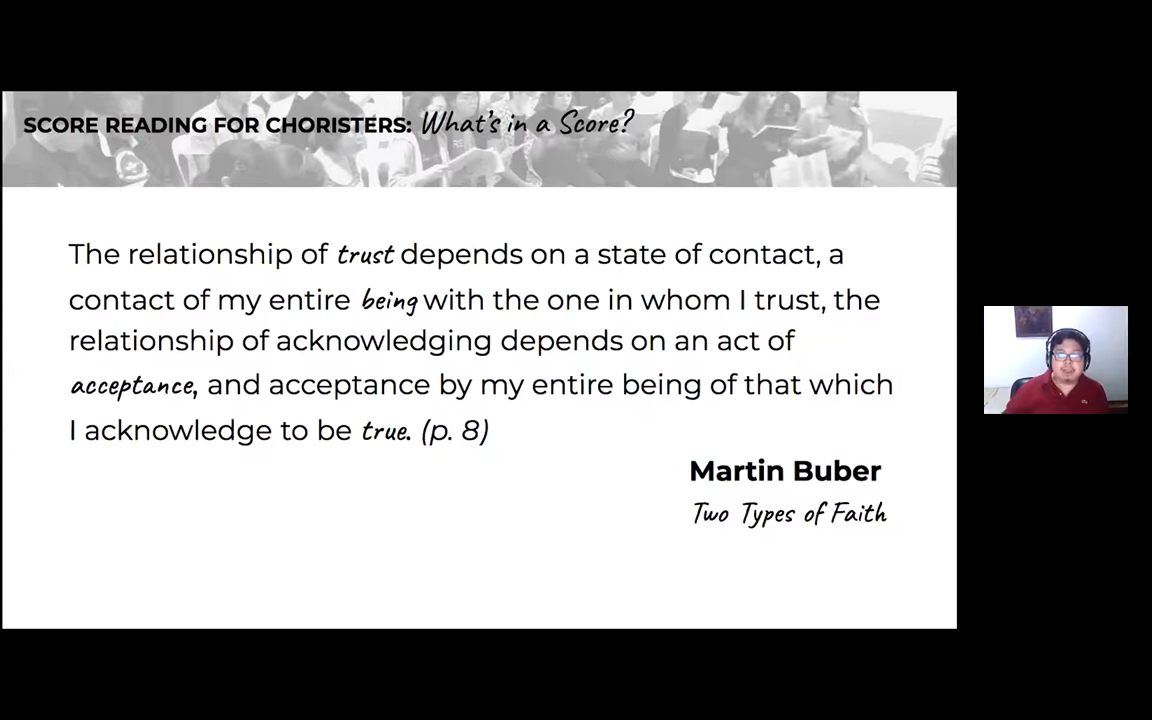 SCORE READING FOR CHORISTERS: What's in a Score?
The relationship of trust depends on a state of contact, a
contact of my entire being with the one in whom I trust, the
relationship of acknowledging depends on an act of
acceptance, and acceptance by my entire being of that which
I acknowledge to be true. (p. 8)
Martin Buber
Two Types of Faith